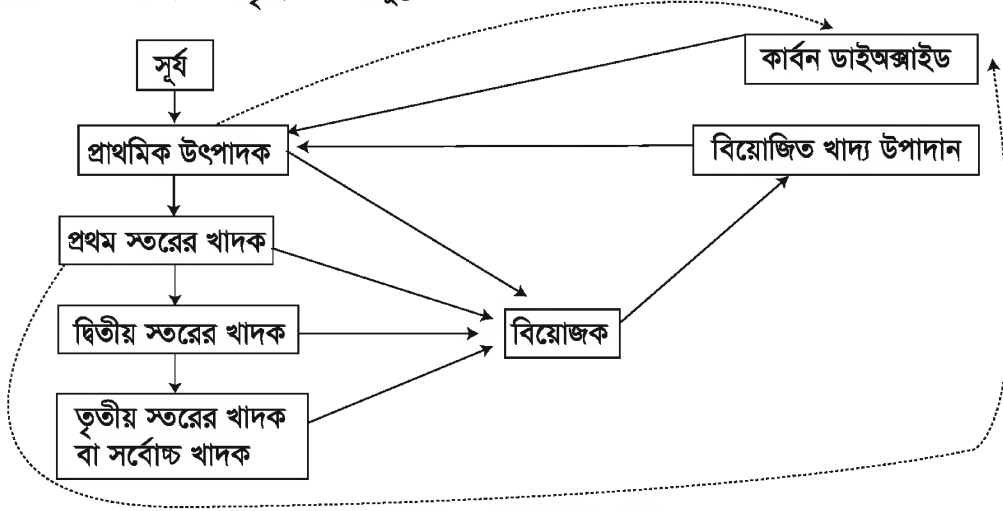 সূর্য
কার্বন ডাইঅক্সাইড
প্রাথমিক উৎপাদক
বিয়োজিত খাদ্য উপাদান
প্রথম স্তরের খাদক
দ্বিতীয় স্তরের খাদক
বিয়োজক
তৃতীয় স্তরের খাদক
বা সর্বোচ্চ খাদক